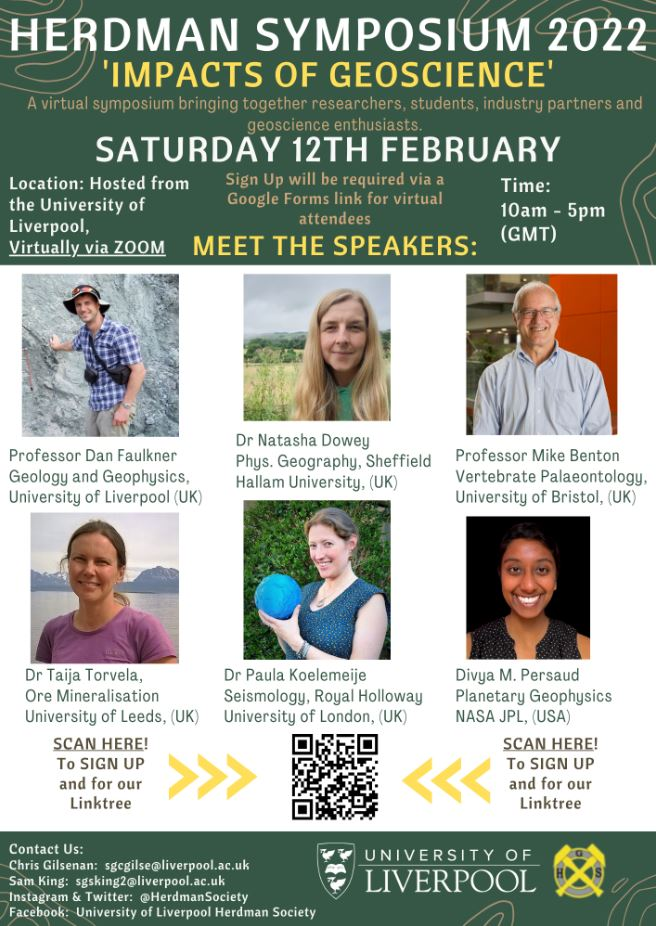 HERDMAN SYMPOSIUM 2022
'IMPACTS OF GEOSCIENCE'
A virtual symposium bringing together researchers, students, industry partners and
geoscience enthusiasts.
SATURDAY 12TH FEBRUARY
Location: Hosted from
the University of
Liverpool,
Virtually via ZOOM
Sign Up will be required via a
Google Forms link for virtual
attendees
Time:
10am - 5pm
(GMT)
MEET THE SPEAKERS:
Professor Dan Faulkner
Geology and Geophysics,
University of Liverpool (UK)
Dr Natasha Dowey
Phys. Geography, Sheffield
Hallam University, (UK)
Professor Mike Benton
Vertebrate Palaeontology,
University of Bristol, (UK)
Dr Taija Torvela,
Ore Mineralisation
University of Leeds, (UK)
Dr Paula Koelemeije
Seismology, Royal Holloway
University of London, (UK)
Divya M. Persaud
Planetary Geophysics
NASA JPL, (USA)
SCAN HERE!
To SIGN UP
and for our
Linktree
SCAN HERE!
To SIGN UP
and for our
Linktree
Contact Us:
Chris Gilsenan: sgcgilse@liverpool.ac.uk
Sam King: sgsking2@liverpool.ac.uk
Instagram & Twitter: @HerdmanSociety
Facebook: University of Liverpool Herdman Society
UNIVERSITY OF
LIVERPOOL
G
H S